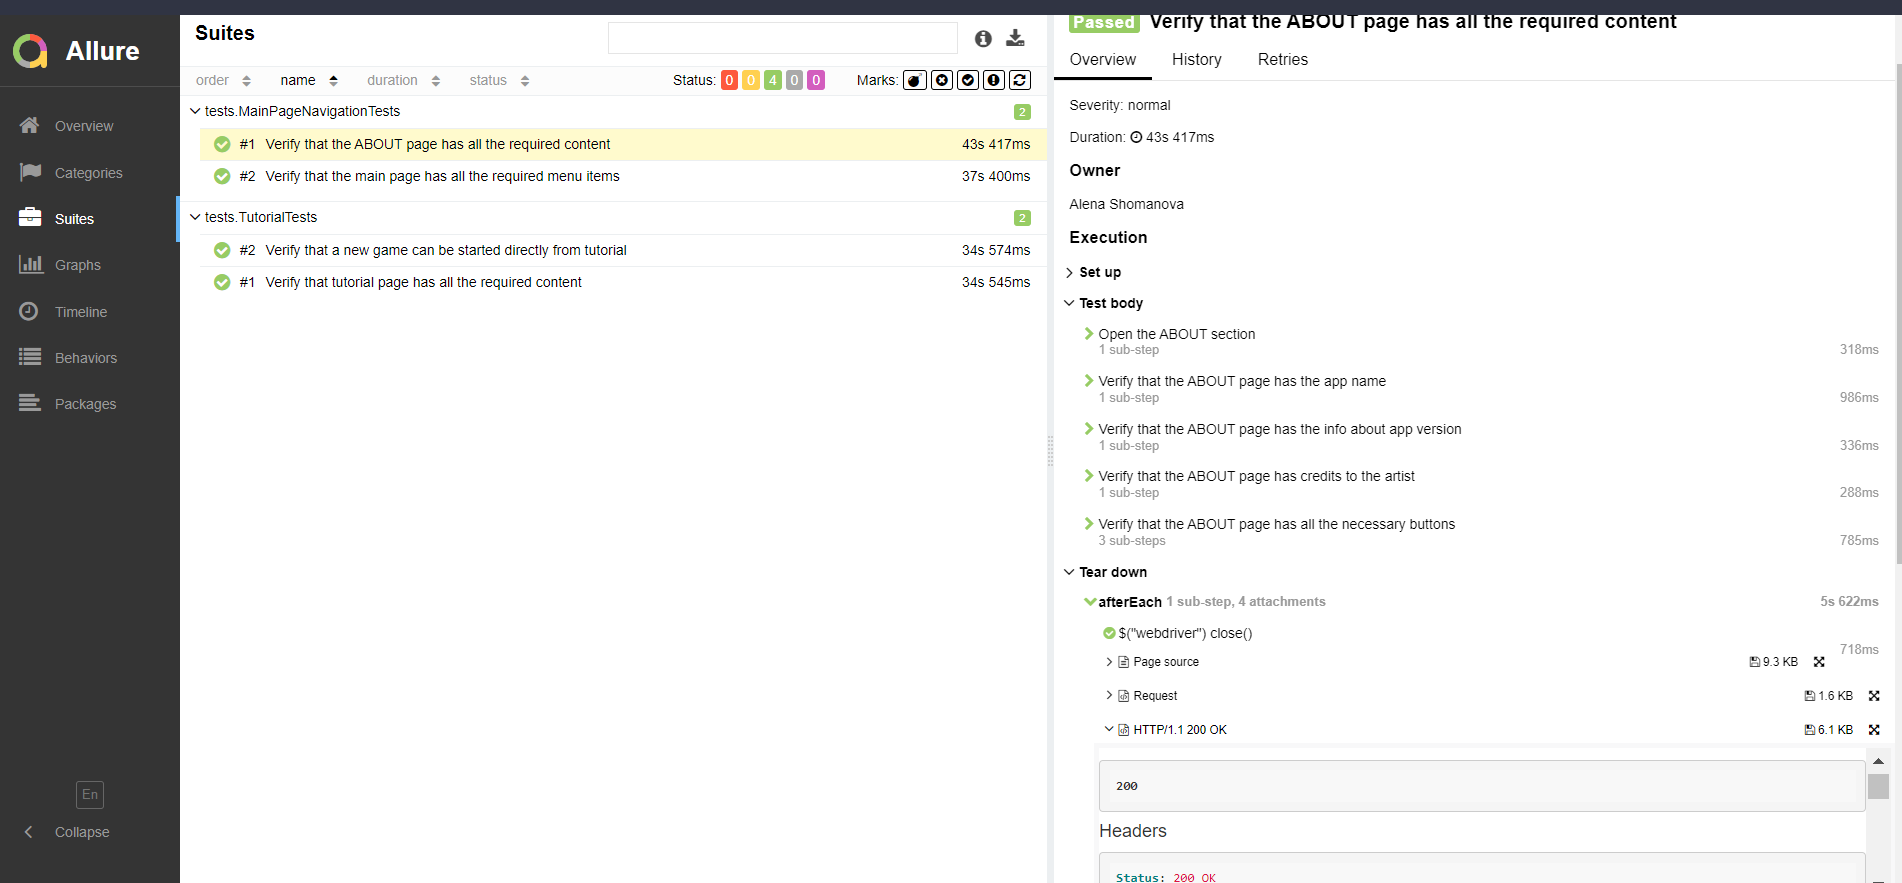 Allure
Overview
Categories
Suites
Graphs
Timeline
Behaviors
Packages
En
Collapse
Suites
order name duration status Status: 0 0 4 0 0 Marks:
tests.MainPageNavigationTests 2
#1 Verify that the ABOUT page has all the required content 43s 417ms
#2 Verify that the main page has all the required menu items 37s 400ms
tests.TutorialTests 2
#2 Verify that a new game can be started directly from tutorial 34s 574ms
#1 Verify that tutorial page has all the required content 34s 545ms
Passed Verify that the ABOUT page has all the required content
Overview History Retries
Severity: normal
Duration: 43s 417ms
Owner
Alena Shomanova
Execution
Set up
Test body
Open the ABOUT section
1 sub-step 318ms
Verify that the ABOUT page has the app name
1 sub-step 986ms
Verify that the ABOUT page has the info about app version
1 sub-step 336ms
Verify that the ABOUT page has credits to the artist
1 sub-step 288ms
Verify that the ABOUT page has all the necessary buttons
3 sub-steps 785ms
Tear down
afterEach 1 sub-step, 4 attachments 5s 622ms
$("webdriver") close()
718ms
Page source 9.3 KB
Request 1.6 KB
HTTP/1.1 200 OK 6.1 KB
200
Headers
Status: 200 OK